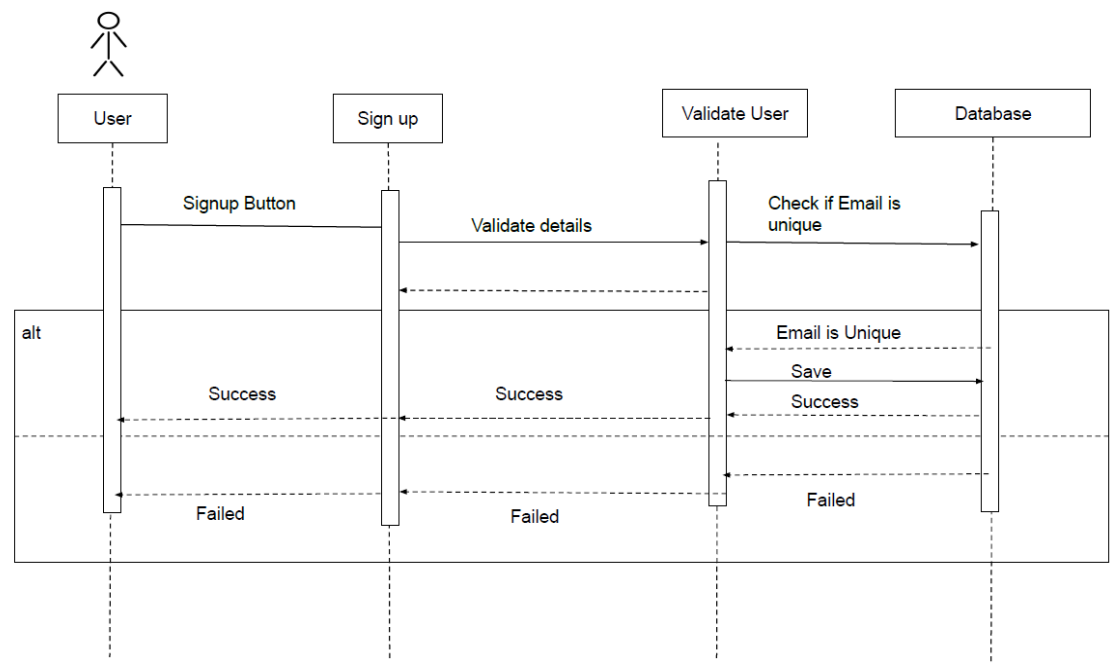 User
Sign up
Validate User
Database
Signup Button
Validate details
Check if Email is
unique
alt
Email is Unique
Save
Success
Success
Success
Failed
Failed
Failed